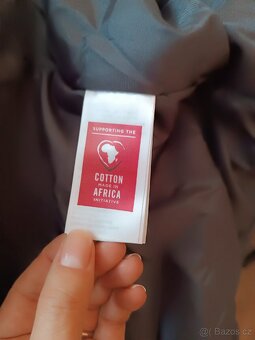 SUPPORTING THE
COTTON
MADE IN
AFRICA
INITIATIVE
© Bazos.cz